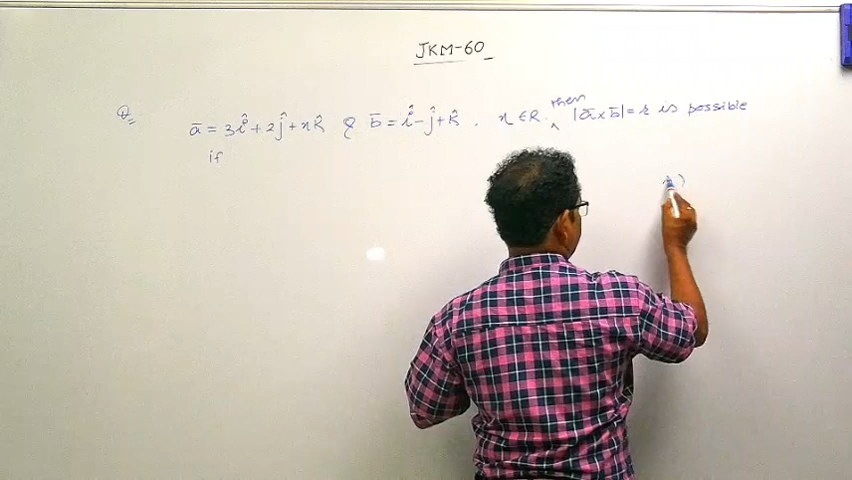 JKM-60
Q ā = 3î + 2ĵ + xk̂ & b̄ = î - ĵ + k̂ . x ∈ R. then |ā x b̄| = r is possible
if